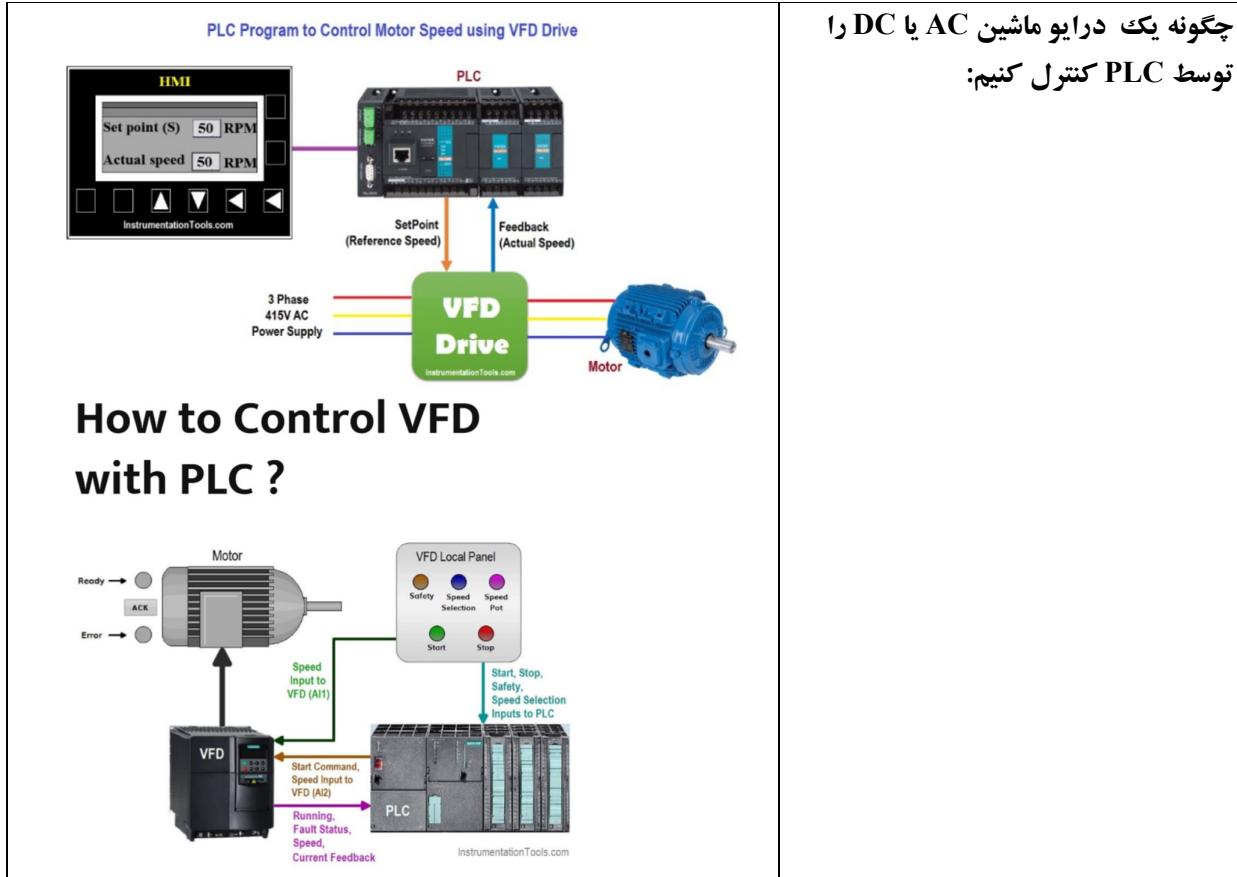 چگونه یک درایو ماشین AC یا DC را
توسط PLC کنترل کنیم:
PLC Program to Control Motor Speed using VFD Drive
HMI
Set point (S) 50 RPM
Actual speed 50 RPM
InstrumentationTools.com
PLC
SetPoint
(Reference Speed)
Feedback
(Actual Speed)
3 Phase
415V AC
Power Supply
VFD
Drive
InstrumentationTools.com
Motor
How to Control VFD
with PLC ?
Motor
Ready
ACK
Error
VFD Local Panel
Safety
Speed
Selection
Speed
Pot
Start
Stop
Speed
Input to
VFD (AI1)
Start, Stop,
Safety,
Speed Selection
Inputs to PLC
VFD
Start Command,
Speed Input to
VFD (AI2)
Running,
Fault Status,
Speed,
Current Feedback
PLC
InstrumentationTools.com